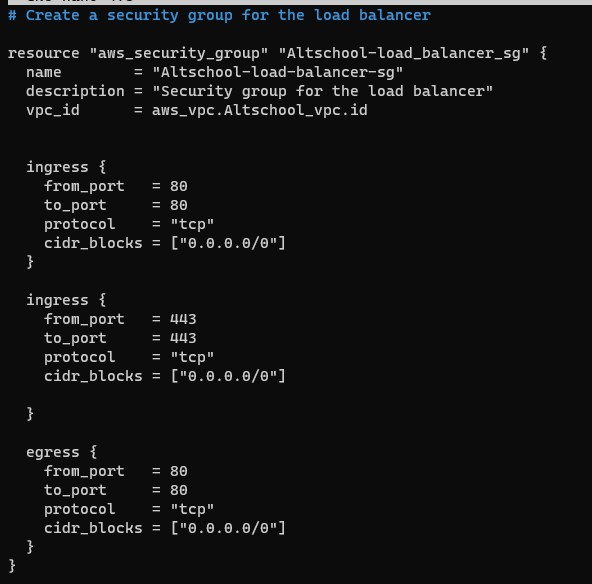 # Create a security group for the load balancer
resource "aws_security_group" "Altschool-load_balancer_sg" {
  name        = "Altschool-load-balancer-sg"
  description = "Security group for the load balancer"
  vpc_id      = aws_vpc.Altschool_vpc.id
  ingress {
    from_port   = 80
    to_port     = 80
    protocol    = "tcp"
    cidr_blocks = ["0.0.0.0/0"]
  }
  ingress {
    from_port   = 443
    to_port     = 443
    protocol    = "tcp"
    cidr_blocks = ["0.0.0.0/0"]
  }
  egress {
    from_port   = 80
    to_port     = 80
    protocol    = "tcp"
    cidr_blocks = ["0.0.0.0/0"]
  }
}